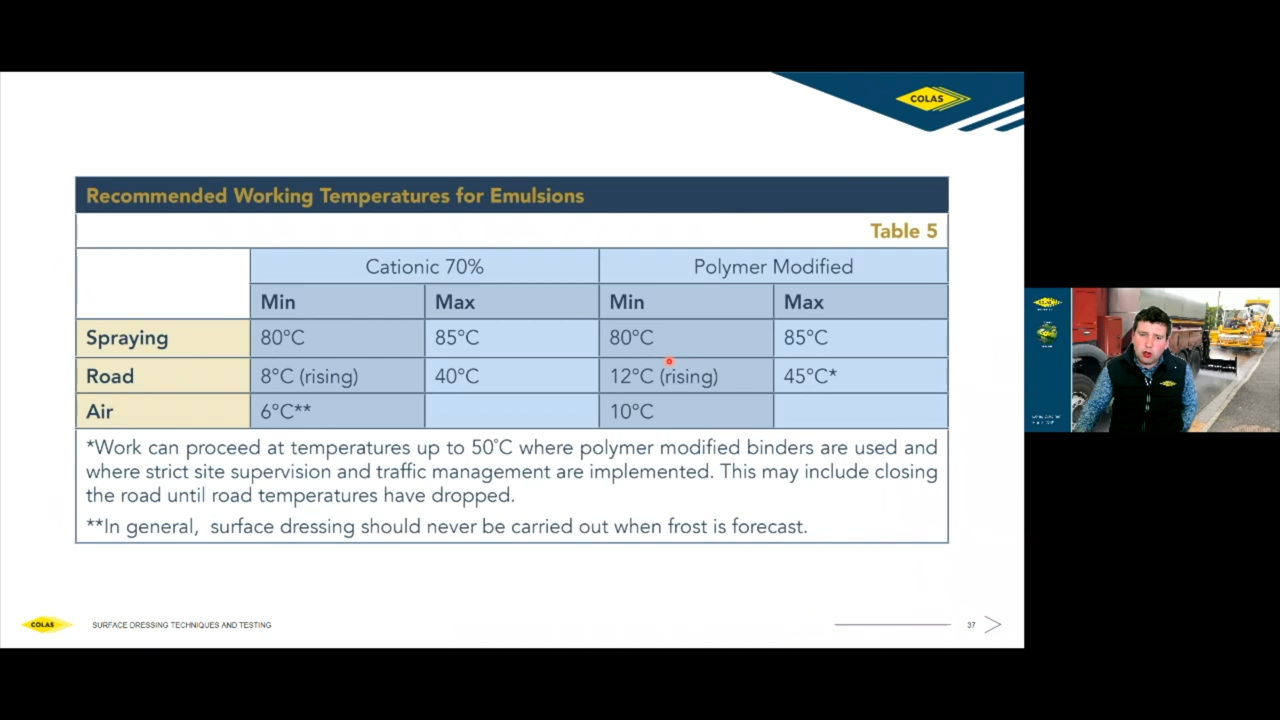 COLAS
Recommended Working Temperatures for Emulsions
Table 5
Cationic 70% Polymer Modified
Min Max Min Max
Spraying 80°C 85°C 80°C 85°C
Road 8°C (rising) 40°C 12°C (rising) 45°C*
Air 6°C** 10°C
*Work can proceed at temperatures up to 50°C where polymer modified binders are used and
where strict site supervision and traffic management are implemented. This may include closing
the road until road temperatures have dropped.
**In general, surface dressing should never be carried out when frost is forecast.
COLAS SURFACE DRESSING TECHNIQUES AND TESTING 37